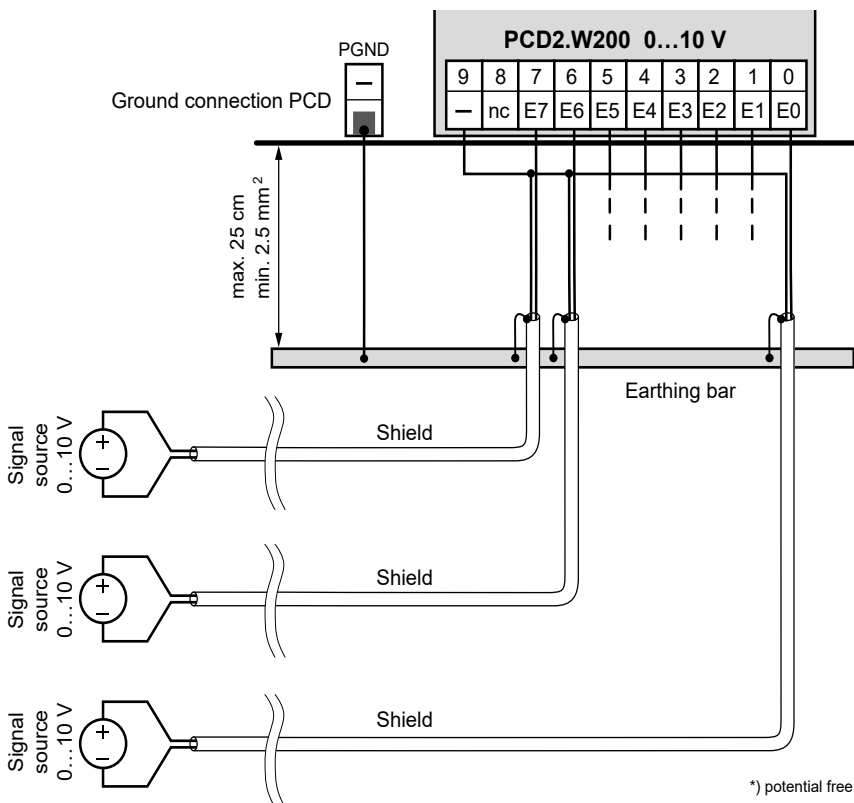 PCD2.W200 0…10 V
PGND
–
Ground connection PCD
9 8 7 6 5 4 3 2 1 0
– nc E7 E6 E5 E4 E3 E2 E1 E0
max. 25 cm
min. 2.5 mm²
Earthing bar
Signal
source
0…10 V
+
–
Shield
Signal
source
0…10 V
+
–
Shield
Signal
source
0…10 V
+
–
Shield
*) potential free